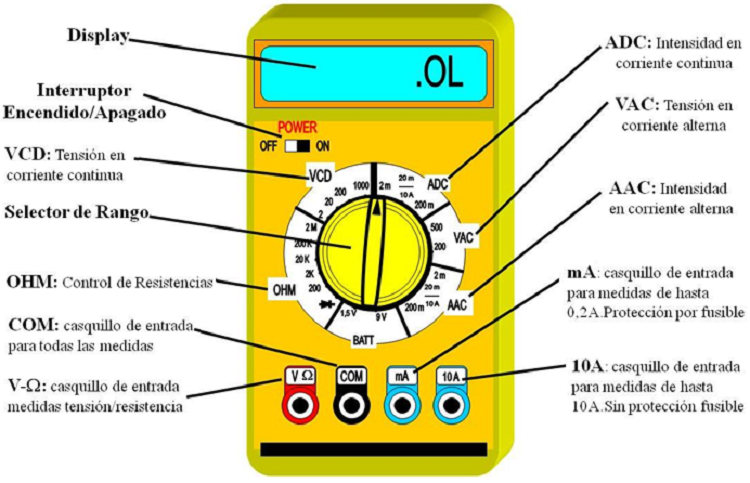 Display
Interruptor
Encendido/Apagado
VCD: Tensión en
corriente continua
Selector de Rango
OHM: Control de Resistencias
COM: casquillo de entrada
para todas las medidas
V-Ω: casquillo de entrada
medidas tensión/resistencia
.OL
POWER
OFF ON
VCD
1000
200
20
2
2M
200K
20K
2K
200
OHM
1,5V
9V
BATT
2m
20m
10A
200m
ADC
500
200
VAC
2m
20m
10A
200m
AAC
VΩ
COM
mA
10A
ADC: Intensidad en
corriente continua
VAC: Tensión en
corriente alterna
AAC: Intensidad
en corriente alterna
mA: casquillo de entrada
para medidas de hasta
0,2A.Protección por fusible
10A: casquillo de entrada
para medidas de hasta
10A.Sin protección fusible